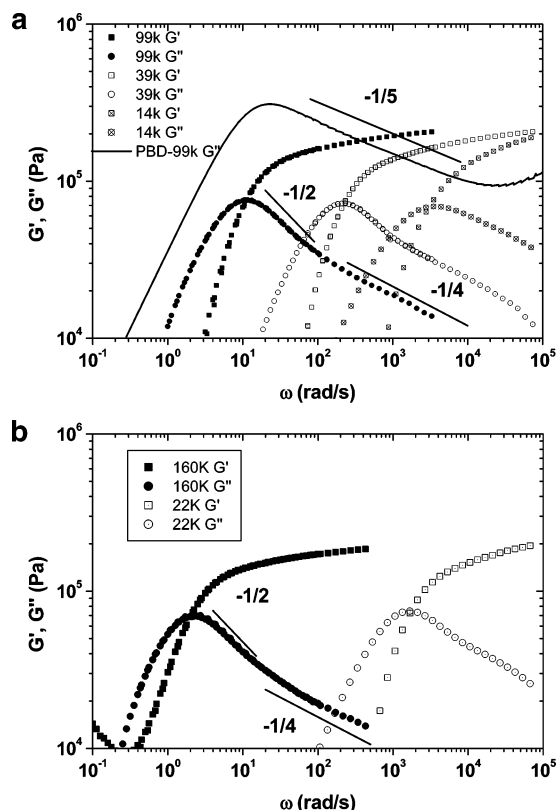 a
10^6
99k G'
99k G"
39k G'
39k G"
14k G'
14k G"
PBD-99k G"
-1/5
-1/2
-1/4
10^5
10^4
G', G" (Pa)
10^-1 10^0 10^1 10^2 10^3 10^4 10^5
ω (rad/s)
b
10^6
160K G'
160K G"
22K G'
22K G"
-1/2
-1/4
10^5
10^4
G', G" (Pa)
10^-1 10^0 10^1 10^2 10^3 10^4 10^5
ω (rad/s)